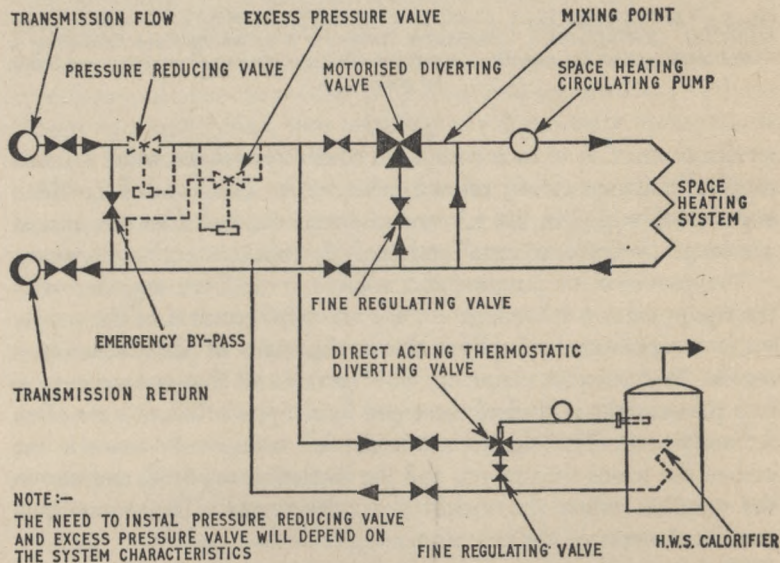 TRANSMISSION FLOW
EXCESS PRESSURE VALVE
MIXING POINT
PRESSURE REDUCING VALVE
MOTORISED DIVERTING
VALVE
SPACE HEATING
CIRCULATING PUMP
SPACE
HEATING
SYSTEM
FINE REGULATING VALVE
EMERGENCY BY-PASS
DIRECT ACTING THERMOSTATIC
DIVERTING VALVE
TRANSMISSION RETURN
NOTE:—
THE NEED TO INSTAL PRESSURE REDUCING VALVE
AND EXCESS PRESSURE VALVE WILL DEPEND ON
THE SYSTEM CHARACTERISTICS
FINE REGULATING VALVE
H.W.S. CALORIFIER